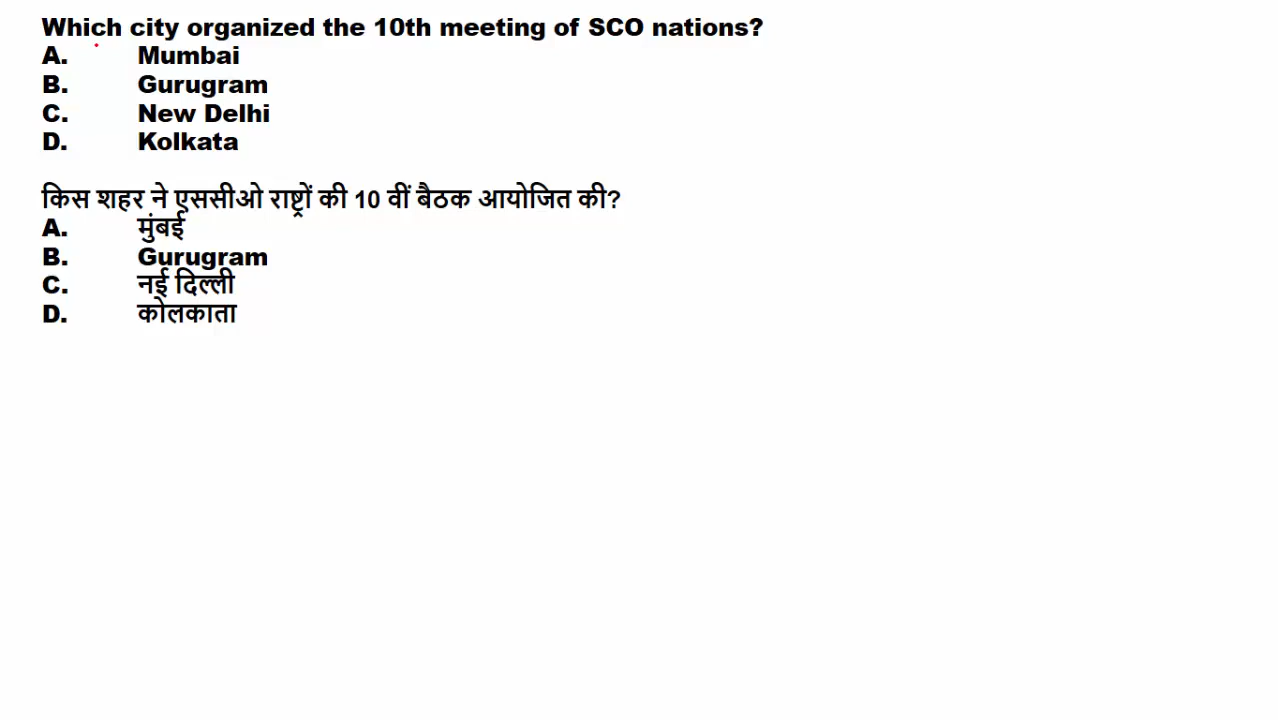 Which city organized the 10th meeting of SCO nations?
A. Mumbai
B. Gurugram
C. New Delhi
D. Kolkata
किस शहर ने एससीओ राष्ट्रों की 10 वीं बैठक आयोजित की?
A. मुंबई
B. Gurugram
C. नई दिल्ली
D. कोलकाता